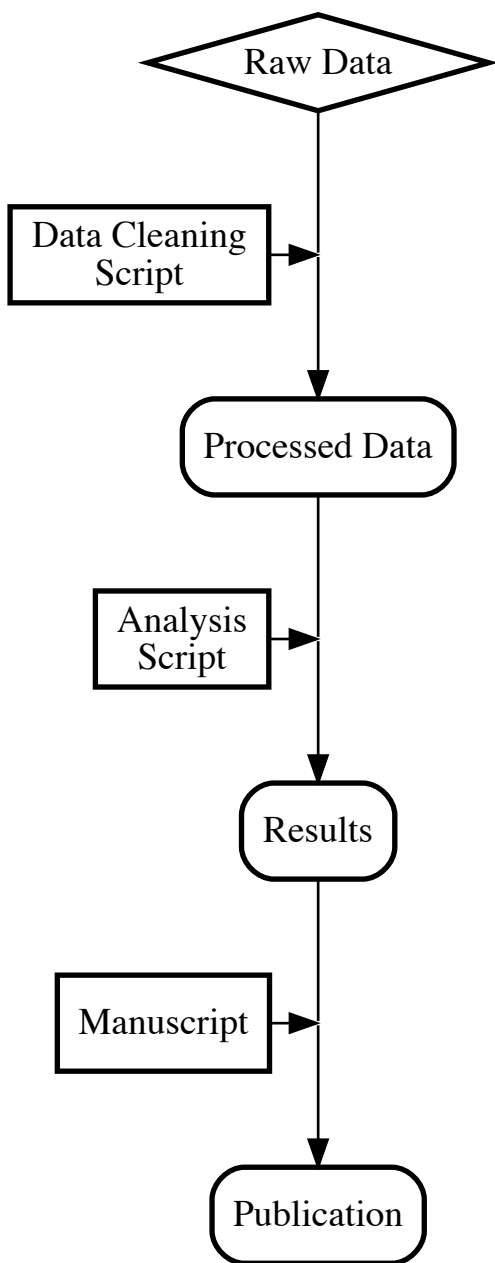 Raw Data
Data Cleaning
Script
Processed Data
Analysis
Script
Results
Manuscript
Publication